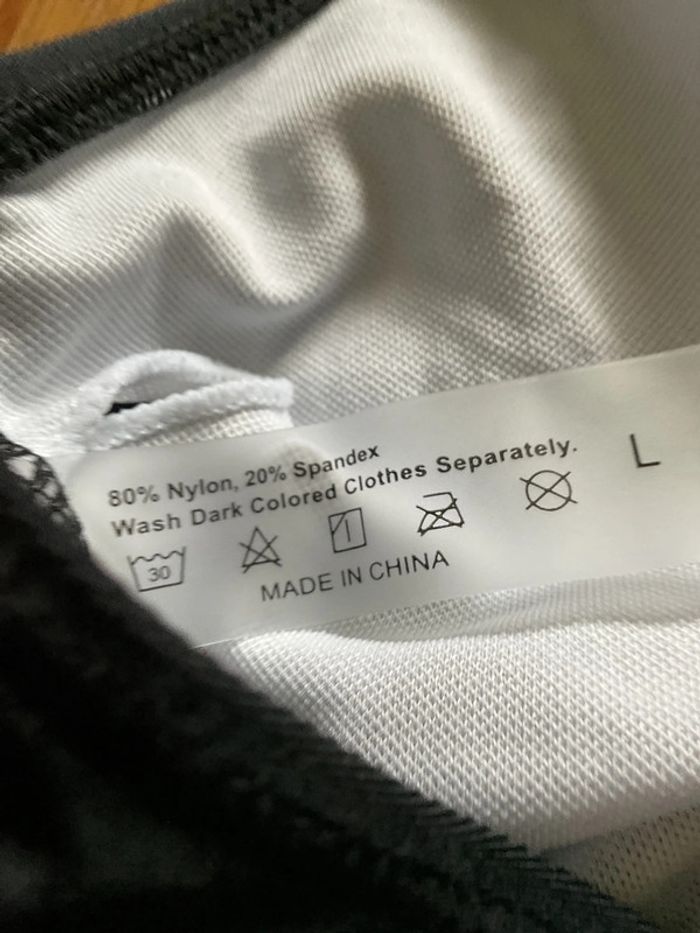 80% Nylon, 20% Spandex
Wash Dark Colored Clothes Separately.
L
30
MADE IN CHINA